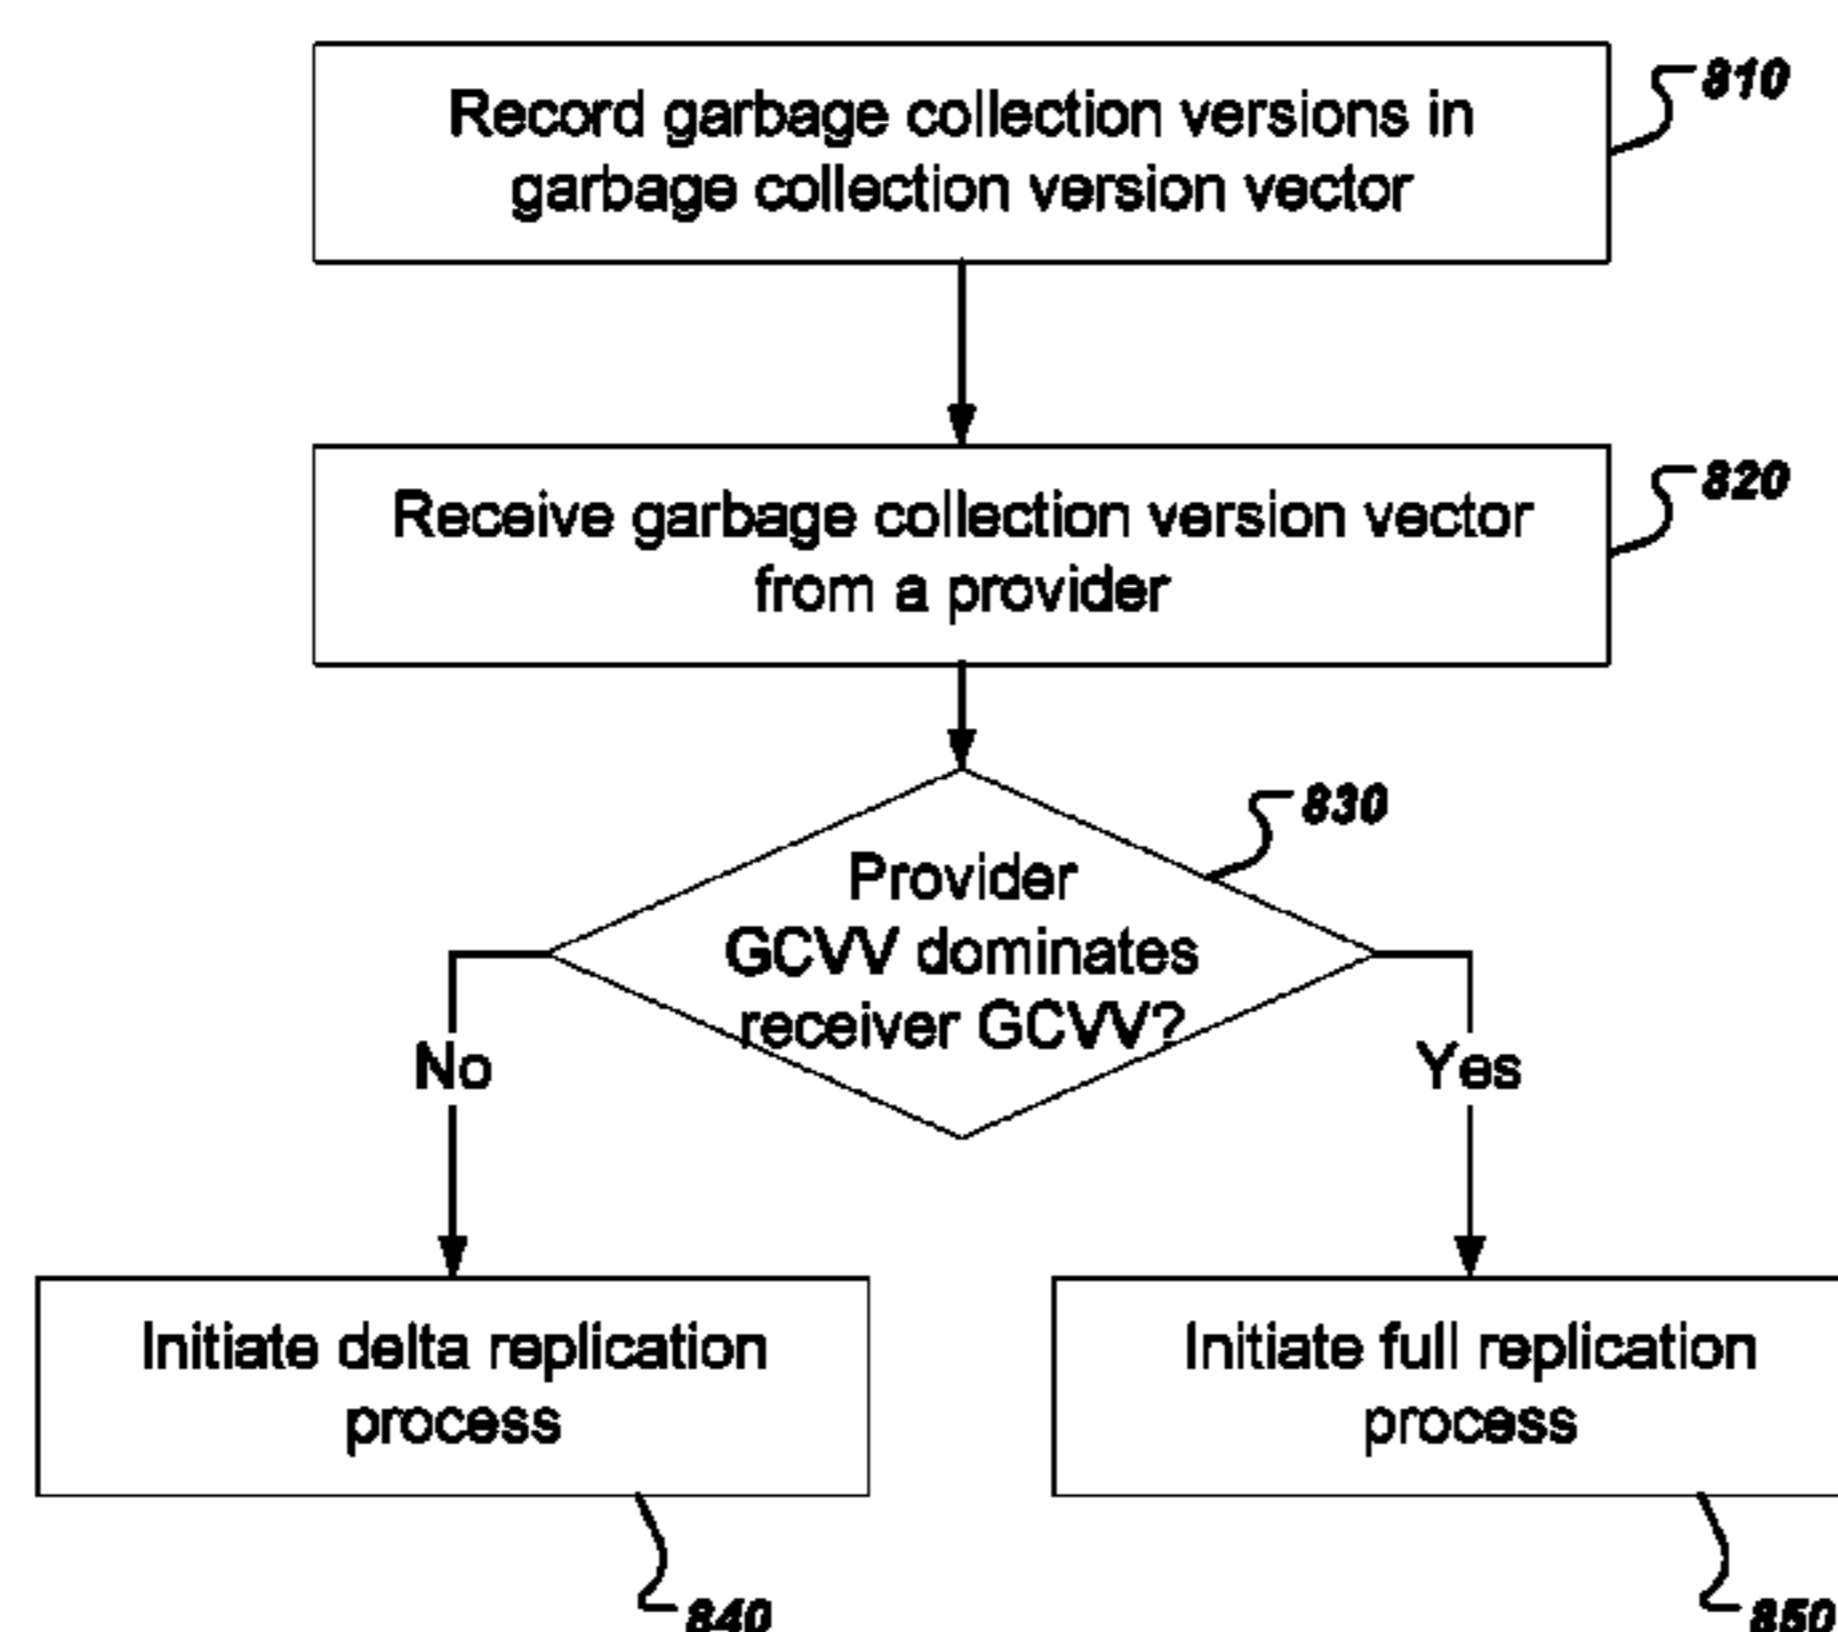 Record garbage collection versions in
garbage collection version vector
810
Receive garbage collection version vector
from a provider
820
830
Provider
GCVV dominates
receiver GCVV?
No
Yes
Initiate delta replication
process
Initiate full replication
process
840
850